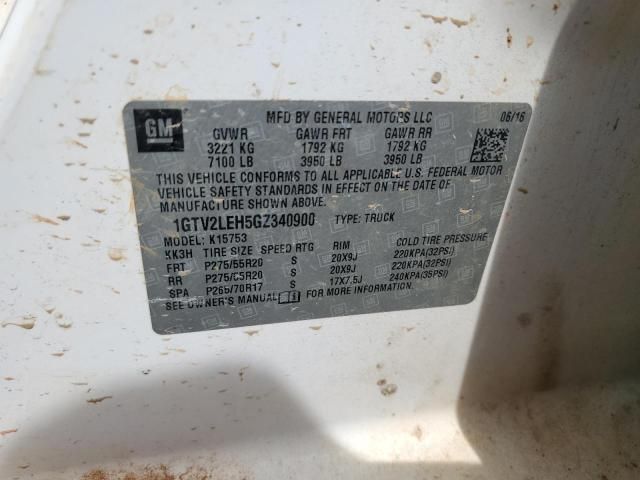 GM
MFD BY GENERAL MOTORS LLC 06/16
GVWR GAWR FRT GAWR RR
3221 KG 1792 KG 1792 KG
7100 LB 3950 LB 3950 LB
THIS VEHICLE CONFORMS TO ALL APPLICABLE U.S. FEDERAL MOTOR
VEHICLE SAFETY STANDARDS IN EFFECT ON THE DATE OF
MANUFACTURE SHOWN ABOVE.
1GTV2LEH5GZ340900 TYPE: TRUCK
MODEL: K15753
KK3H TIRE SIZE SPEED RTG RIM COLD TIRE PRESSURE
FRT P275/55R20 S 20X9J 220KPA(32PSI)
RR P275/55R20 S 20X9J 220KPA(32PSI)
SPA P265/70R17 S 17X7.5J 240KPA(35PSI)
SEE OWNER'S MANUAL FOR MORE INFORMATION.